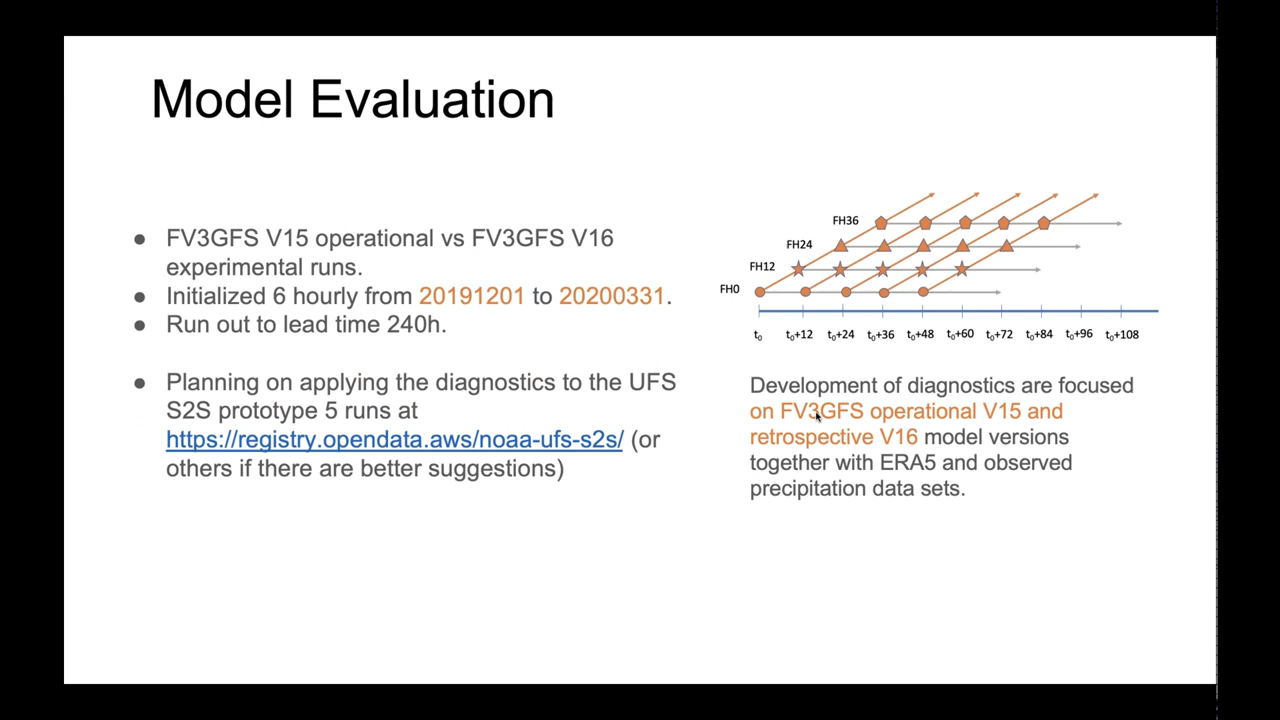 Model Evaluation
● FV3GFS V15 operational vs FV3GFS V16
experimental runs.
● Initialized 6 hourly from 20191201 to 20200331.
● Run out to lead time 240h.
● Planning on applying the diagnostics to the UFS
S2S prototype 5 runs at
https://registry.opendata.aws/noaa-ufs-s2s/ (or
others if there are better suggestions)
FH36
FH24
FH12
FH0
t₀ t₀+12 t₀+24 t₀+36 t₀+48 t₀+60 t₀+72 t₀+84 t₀+96 t₀+108
Development of diagnostics are focused
on FV3GFS operational V15 and
retrospective V16 model versions
together with ERA5 and observed
precipitation data sets.